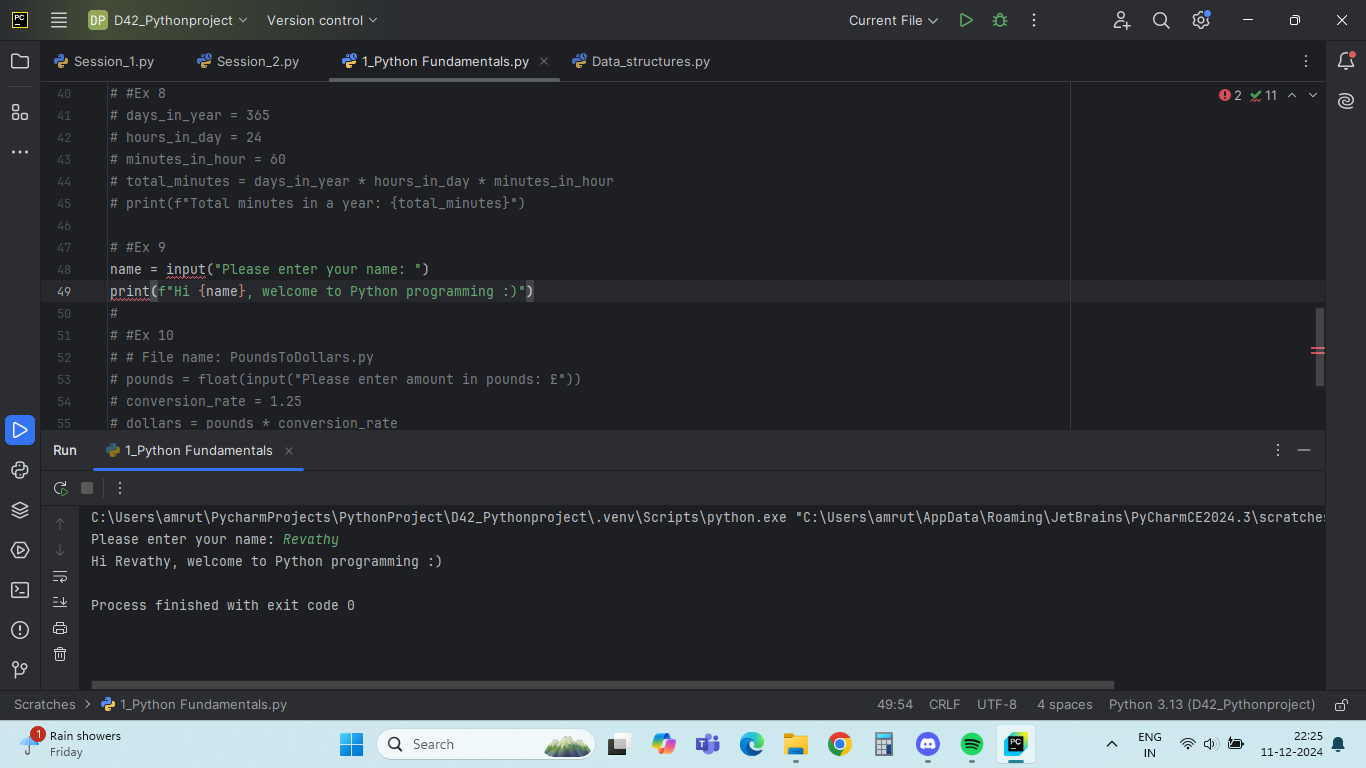 PC DP D42_Pythonproject Version control Current File
Session_1.py Session_2.py 1_Python Fundamentals.py Data_structures.py
2 11
40 # #Ex 8
41 # days_in_year = 365
42 # hours_in_day = 24
43 # minutes_in_hour = 60
44 # total_minutes = days_in_year * hours_in_day * minutes_in_hour
45 # print(f"Total minutes in a year: {total_minutes}")
46
47 # #Ex 9
48 name = input("Please enter your name: ")
49 print(f"Hi {name}, welcome to Python programming :)")
50 #
51 # #Ex 10
52 # # File name: PoundsToDollars.py
53 # pounds = float(input("Please enter amount in pounds: £"))
54 # conversion_rate = 1.25
55 # dollars = pounds * conversion_rate
Run 1_Python Fundamentals
C:\Users\amrut\PycharmProjects\PythonProject\D42_Pythonproject\.venv\Scripts\python.exe "C:\Users\amrut\AppData\Roaming\JetBrains\PyCharmCE2024.3\scratches
Please enter your name: Revathy
Hi Revathy, welcome to Python programming :)
Process finished with exit code 0
Scratches 1_Python Fundamentals.py 49:54 CRLF UTF-8 4 spaces Python 3.13 (D42_Pythonproject)
1 Rain showers
Friday
Search
PC
ENG
IN
22:25
11-12-2024